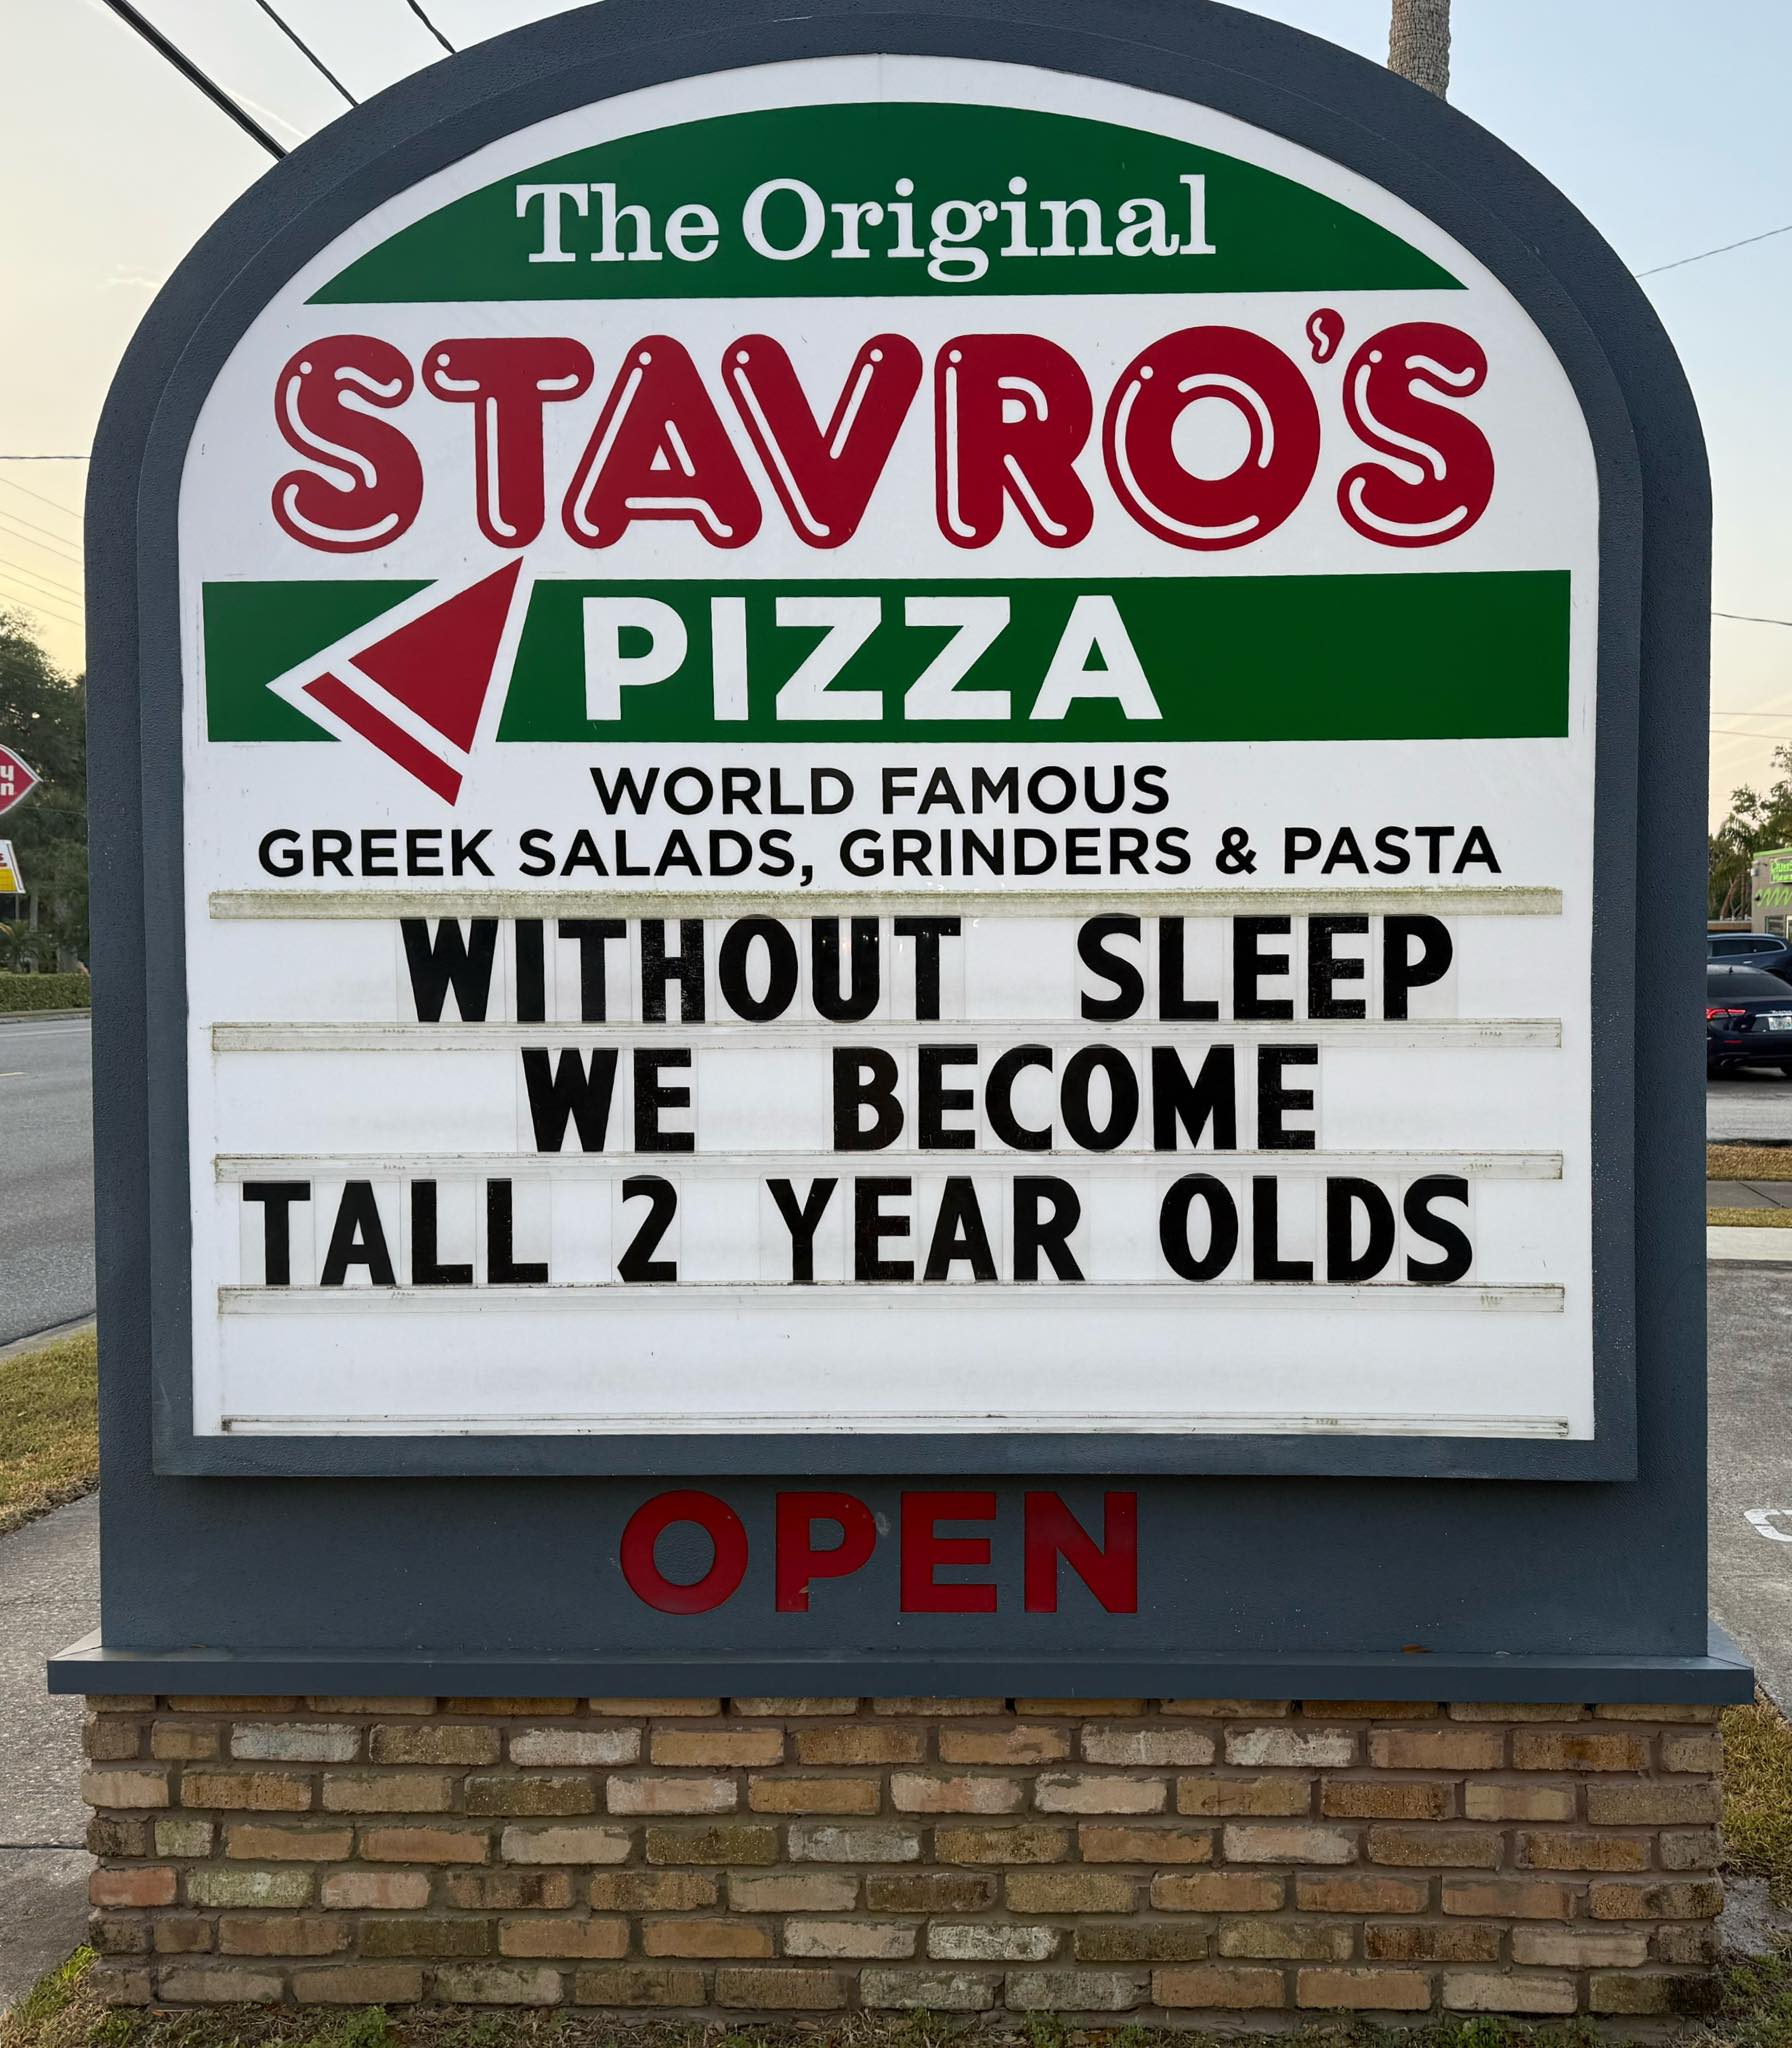 The Original
STAVRO'S
PIZZA
WORLD FAMOUS
GREEK SALADS, GRINDERS & PASTA
WITHOUT SLEEP
WE BECOME
TALL 2 YEAR OLDS
OPEN